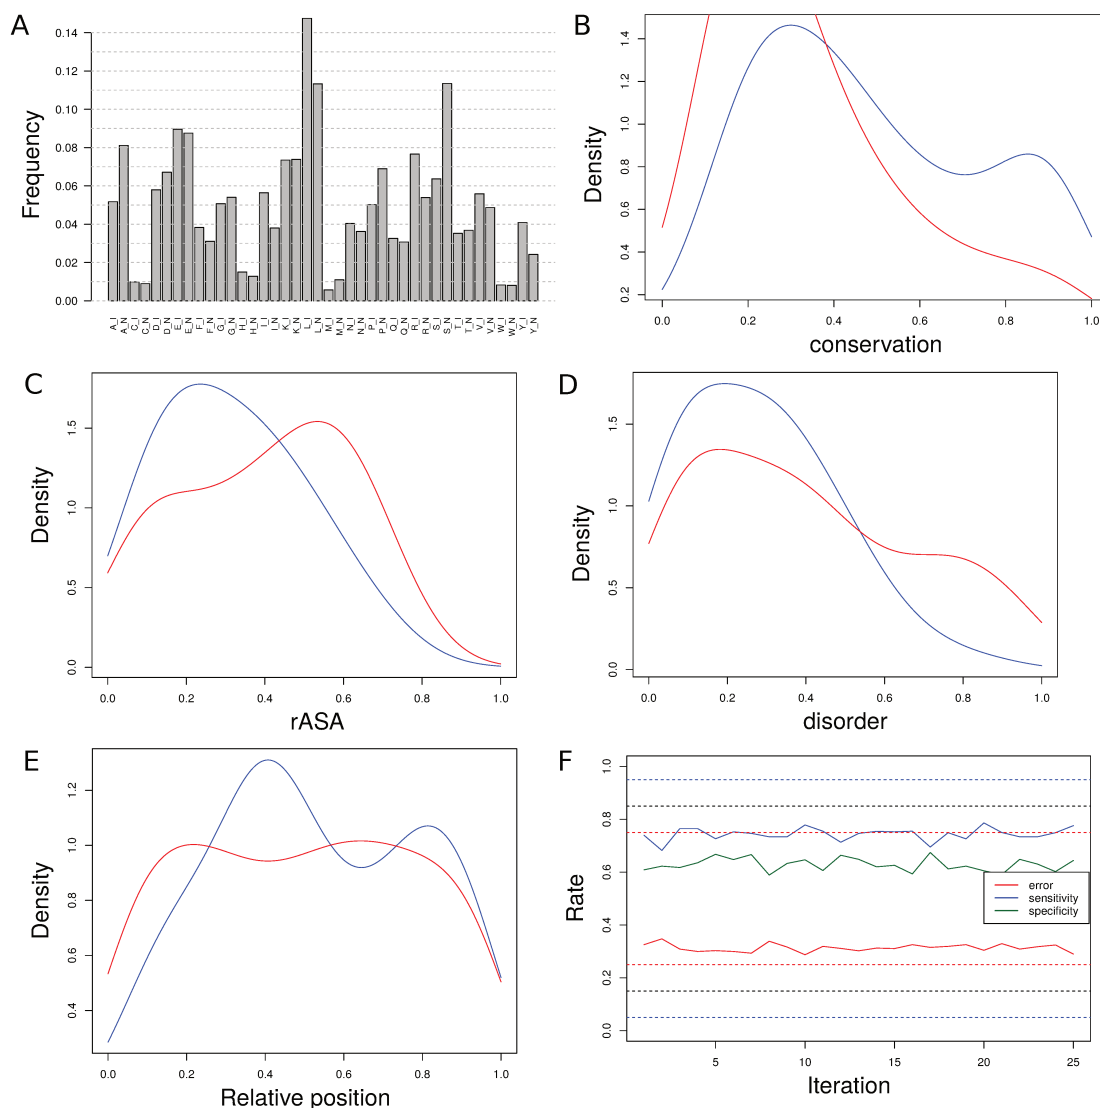 A
Frequency
0.14
0.12
0.10
0.08
0.06
0.04
0.02
0.00
A_I
A_N
C_I
C_N
D_I
D_N
E_I
E_N
F_I
F_N
G_I
G_N
H_I
H_N
I_I
I_N
K_I
K_N
L_I
L_N
M_I
M_N
N_I
N_N
P_I
P_N
Q_I
Q_N
R_I
R_N
S_I
S_N
T_I
T_N
V_I
V_N
W_I
W_N
Y_I
Y_N
B
Density
1.4
1.2
1.0
0.8
0.6
0.4
0.2
0.0 0.2 0.4 0.6 0.8 1.0
conservation
C
Density
1.5
1.0
0.5
0.0
0.0 0.2 0.4 0.6 0.8 1.0
rASA
D
Density
1.5
1.0
0.5
0.0
0.0 0.2 0.4 0.6 0.8 1.0
disorder
E
Density
1.2
1.0
0.8
0.6
0.4
0.0 0.2 0.4 0.6 0.8 1.0
Relative position
F
Rate
1.0
0.8
0.6
0.4
0.2
0.0
error
sensitivity
specificity
5 10 15 20 25
Iteration